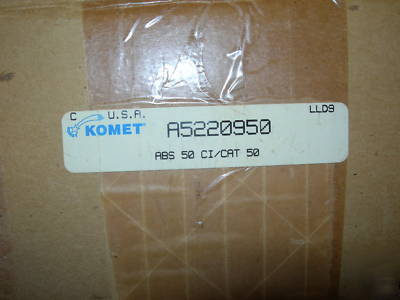 C U.S.A. LLD9
KOMET® A5220950
ABS 50 CI/CAT 50